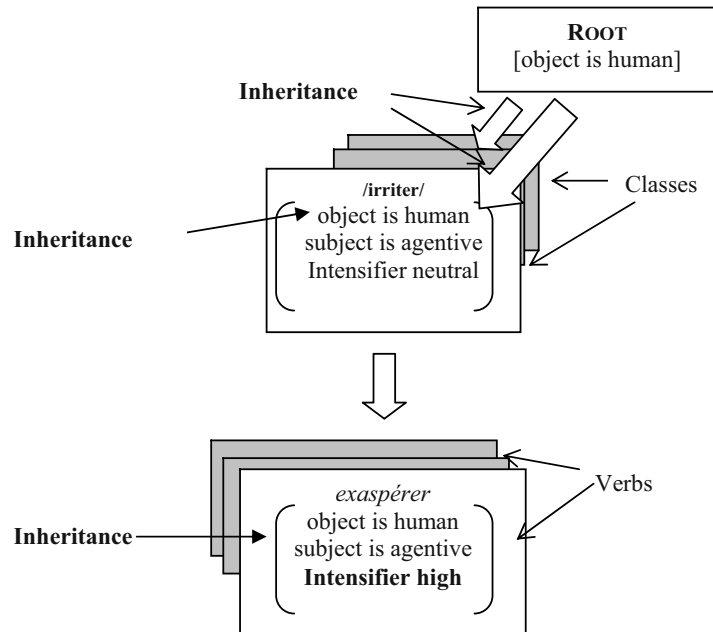 ROOT
[object is human]
Inheritance
/irriter/
object is human
subject is agentive
Intensifier neutral
Classes
Inheritance
exaspérer
object is human
subject is agentive
Intensifier high
Verbs
Inheritance